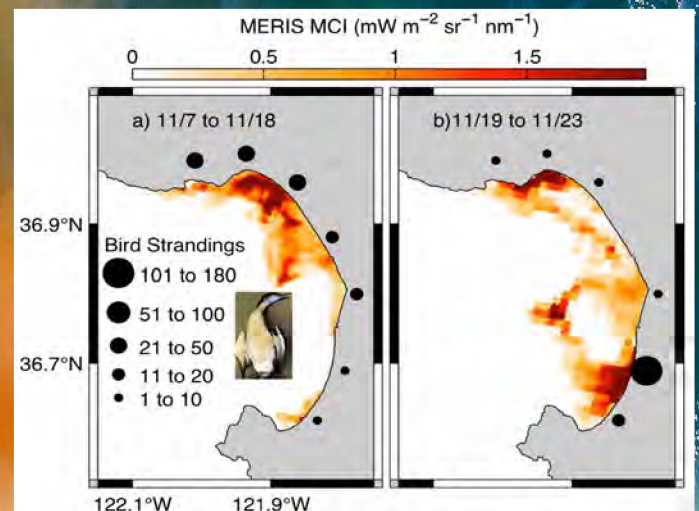 MERIS MCI (mW m⁻² sr⁻¹ nm⁻¹)
0 0.5 1 1.5
a) 11/7 to 11/18
b)11/19 to 11/23
36.9°N
Bird Strandings
101 to 180
51 to 100
21 to 50
36.7°N
11 to 20
1 to 10
122.1°W 121.9°W